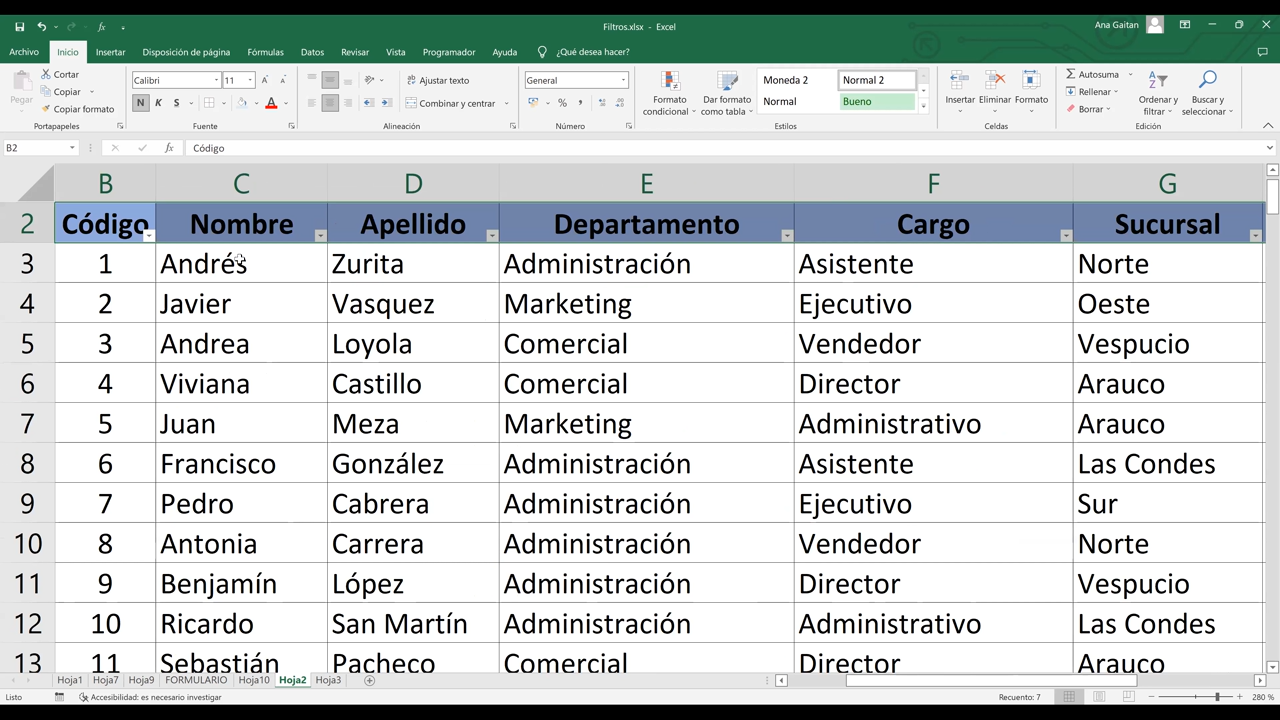 Filtros.xlsx - Excel
Ana Gaitan
Archivo Inicio Insertar Disposición de página Fórmulas Datos Revisar Vista Programador Ayuda ¿Qué desea hacer?
Pegar
Cortar
Copiar
Copiar formato
Portapapeles
Calibri 11
N K S
Fuente
Ajustar texto
Combinar y centrar
Alineación
General
Número
Formato condicional
Dar formato como tabla
Moneda 2 Normal 2
Normal Bueno
Estilos
Insertar Eliminar Formato
Celdas
Autosuma
Rellenar
Borrar
Ordenar y filtrar
Buscar y seleccionar
Edición
B2 fx Código
B C D E F G
2 Código Nombre Apellido Departamento Cargo Sucursal
3 1 Andrés Zurita Administración Asistente Norte
4 2 Javier Vasquez Marketing Ejecutivo Oeste
5 3 Andrea Loyola Comercial Vendedor Vespucio
6 4 Viviana Castillo Comercial Director Arauco
7 5 Juan Meza Marketing Administrativo Arauco
8 6 Francisco González Administración Asistente Las Condes
9 7 Pedro Cabrera Administración Ejecutivo Sur
10 8 Antonia Carrera Administración Vendedor Norte
11 9 Benjamín López Administración Director Vespucio
12 10 Ricardo San Martín Administración Administrativo Las Condes
13 11 Sebastián Pacheco Comercial Director Arauco
Hoja1 Hoja7 Hoja9 FORMULARIO Hoja10 Hoja2 Hoja3
Listo Accesibilidad: es necesario investigar Recuento: 7 280 %